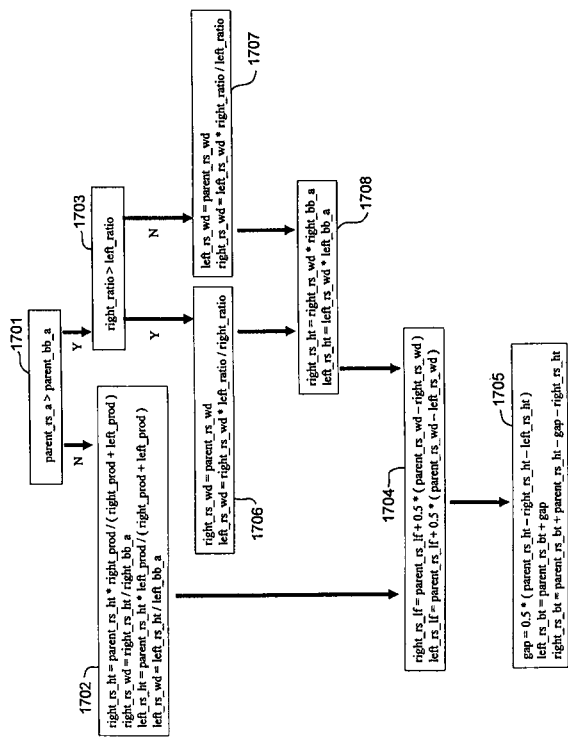 1701
parent_rs_a > parent_bb_a
N
Y
1702
right_rs_ht = parent_rs_ht * right_prod / ( right_prod + left_prod )
right_rs_wd = right_rs_ht / right_bb_a
left_rs_ht = parent_rs_ht * left_prod / ( right_prod + left_prod )
left_rs_wd = left_rs_ht / left_bb_a
1703
right_ratio > left_ratio
Y
N
1706
right_rs_wd = parent_rs_wd
left_rs_wd = right_rs_wd * left_ratio / right_ratio
1707
left_rs_wd = parent_rs_wd
right_rs_wd = left_rs_wd * right_ratio / left_ratio
1708
right_rs_ht = right_rs_wd * right_bb_a
left_rs_ht = left_rs_wd * left_bb_a
1704
right_rs_lf = parent_rs_lf + 0.5 * ( parent_rs_wd - right_rs_wd )
left_rs_lf = parent_rs_lf + 0.5 * ( parent_rs_wd - left_rs_wd )
1705
gap = 0.5 * ( parent_rs_ht - right_rs_ht - left_rs_ht )
left_rs_bt = parent_rs_bt + gap
right_rs_bt = parent_rs_bt + parent_rs_ht - gap - right_rs_ht